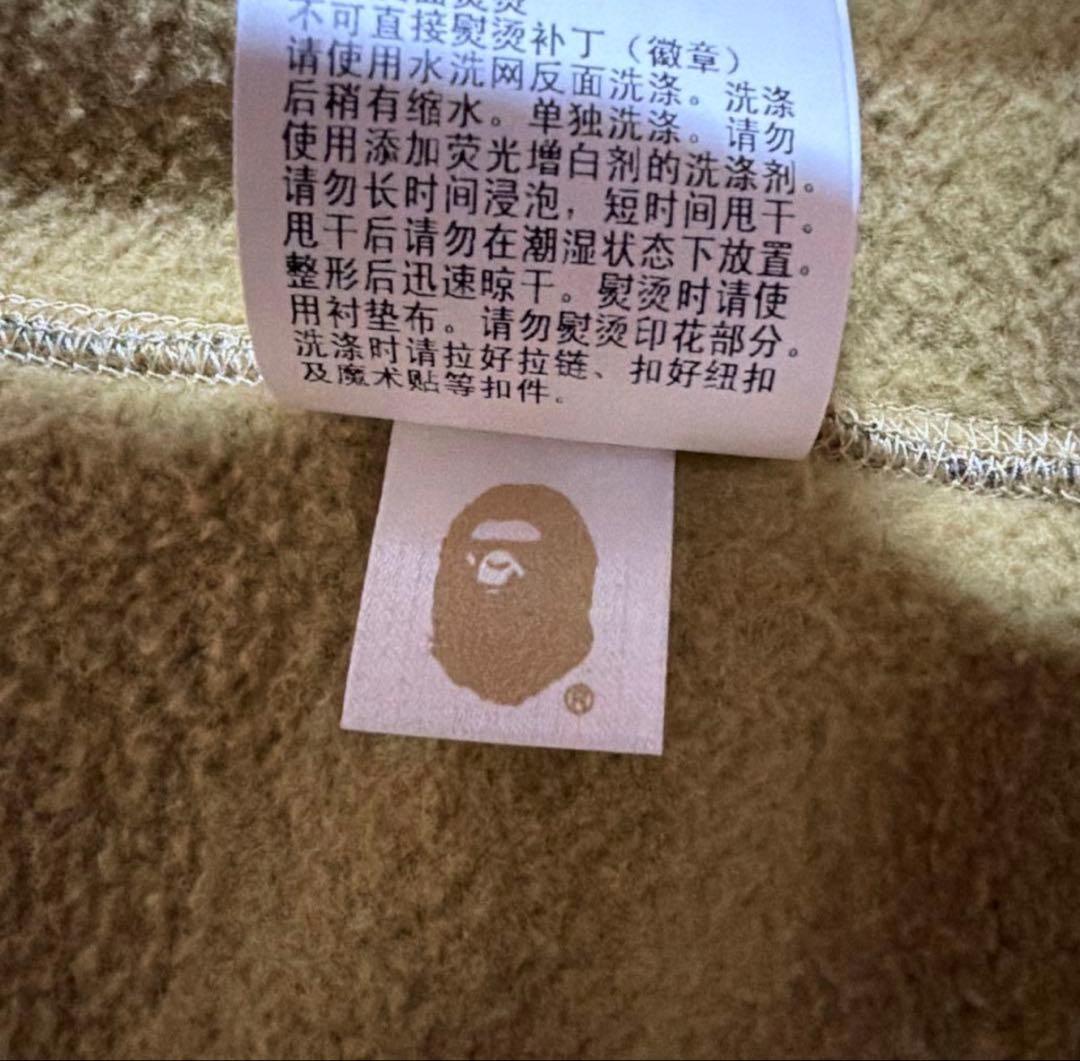 不可直接熨烫补丁（徽章）
请使用水洗网反面洗涤。洗涤
后稍有缩水。单独洗涤。请勿
使用添加荧光增白剂的洗涤剂。
请勿长时间浸泡，短时间甩干。
甩干后请勿在潮湿状态下放置。
整形后迅速晾干。熨烫时请使
用衬垫布。请勿熨烫印花部分。
洗涤时请拉好拉链、扣好纽扣
及魔术贴等扣件。
®